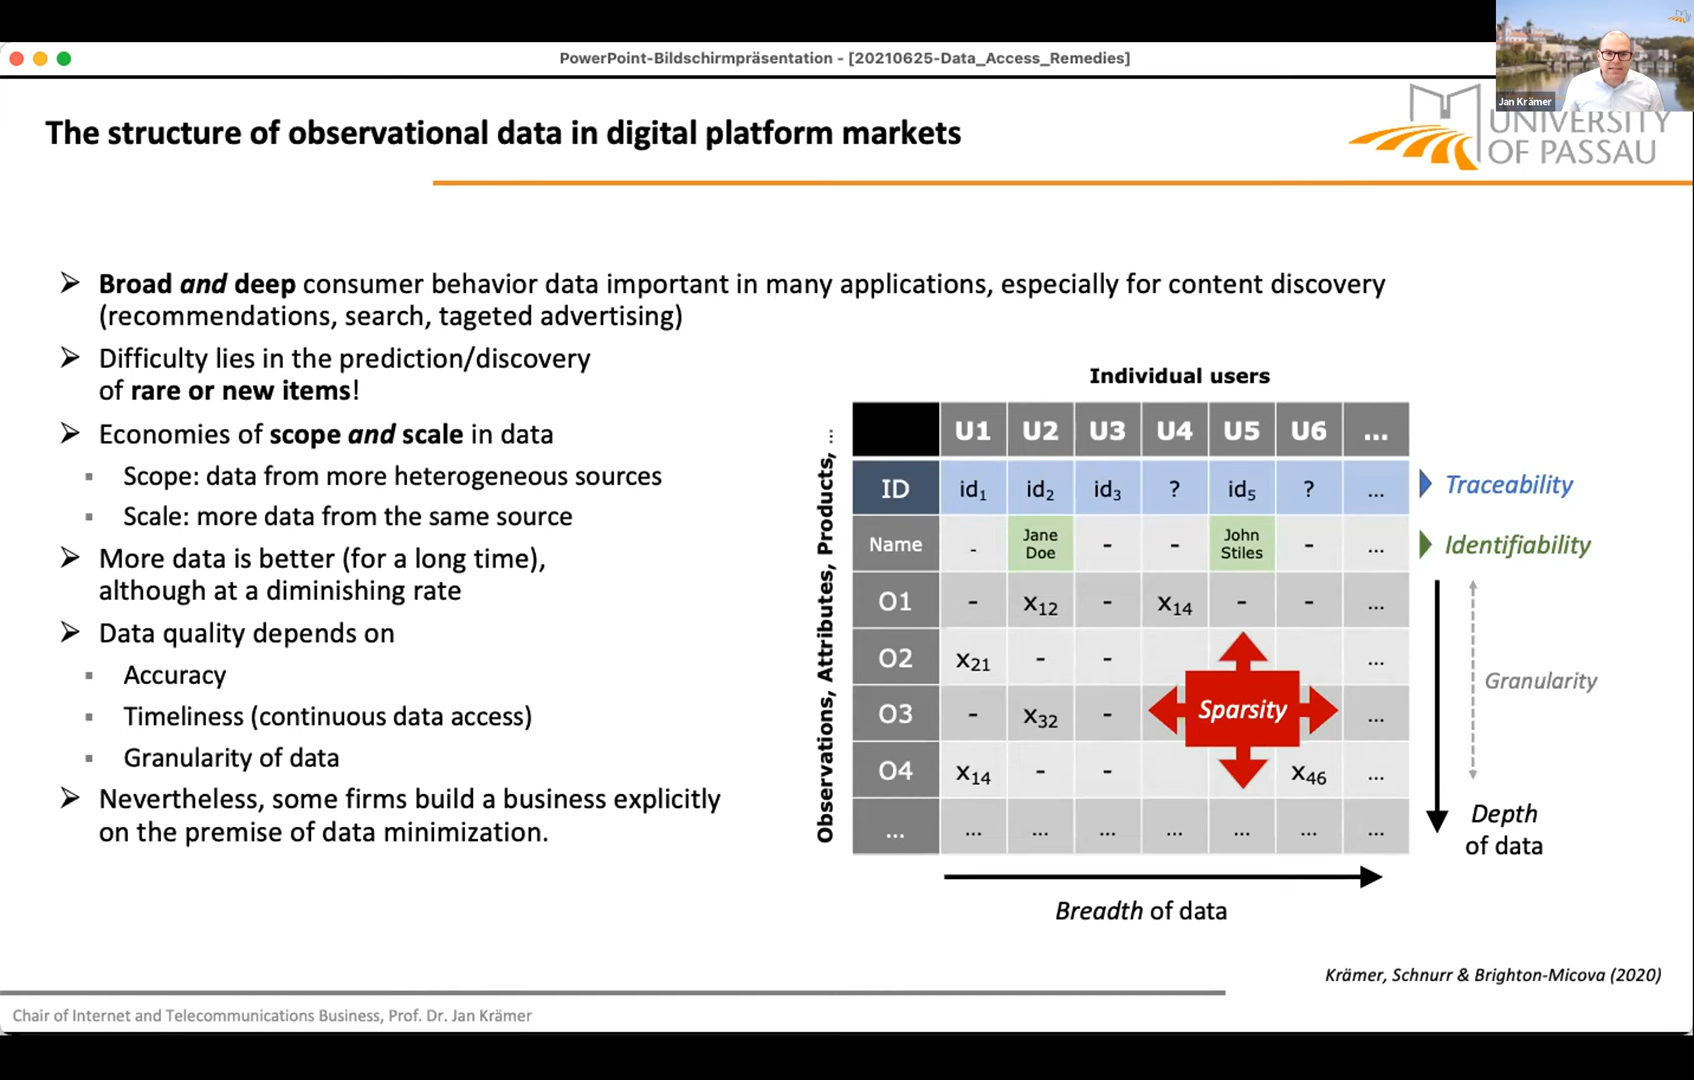 PowerPoint-Bildschirmpräsentation - [20210625-Data_Access_Remedies]
Jan Krämer
UNIVERSITY
OF PASSAU
The structure of observational data in digital platform markets
Broad and deep consumer behavior data important in many applications, especially for content discovery
(recommendations, search, tageted advertising)
Difficulty lies in the prediction/discovery
of rare or new items!
Economies of scope and scale in data
Scope: data from more heterogeneous sources
Scale: more data from the same source
More data is better (for a long time),
although at a diminishing rate
Data quality depends on
Accuracy
Timeliness (continuous data access)
Granularity of data
Nevertheless, some firms build a business explicitly
on the premise of data minimization.
Individual users
Observations, Attributes, Products, ...
U1 U2 U3 U4 U5 U6 ...
ID id₁ id₂ id₃ ? id₅ ? ...
Name - Jane Doe - - John Stiles - ...
O1 - x₁₂ - x₁₄ - - ...
O2 x₂₁ - - ...
O3 - x₃₂ - ...
O4 x₁₄ - - x₄₆ ...
... ... ... ... ... ... ... ...
Sparsity
Traceability
Identifiability
Granularity
Depth
of data
Breadth of data
Krämer, Schnurr & Brighton-Micova (2020)
Chair of Internet and Telecommunications Business, Prof. Dr. Jan Krämer